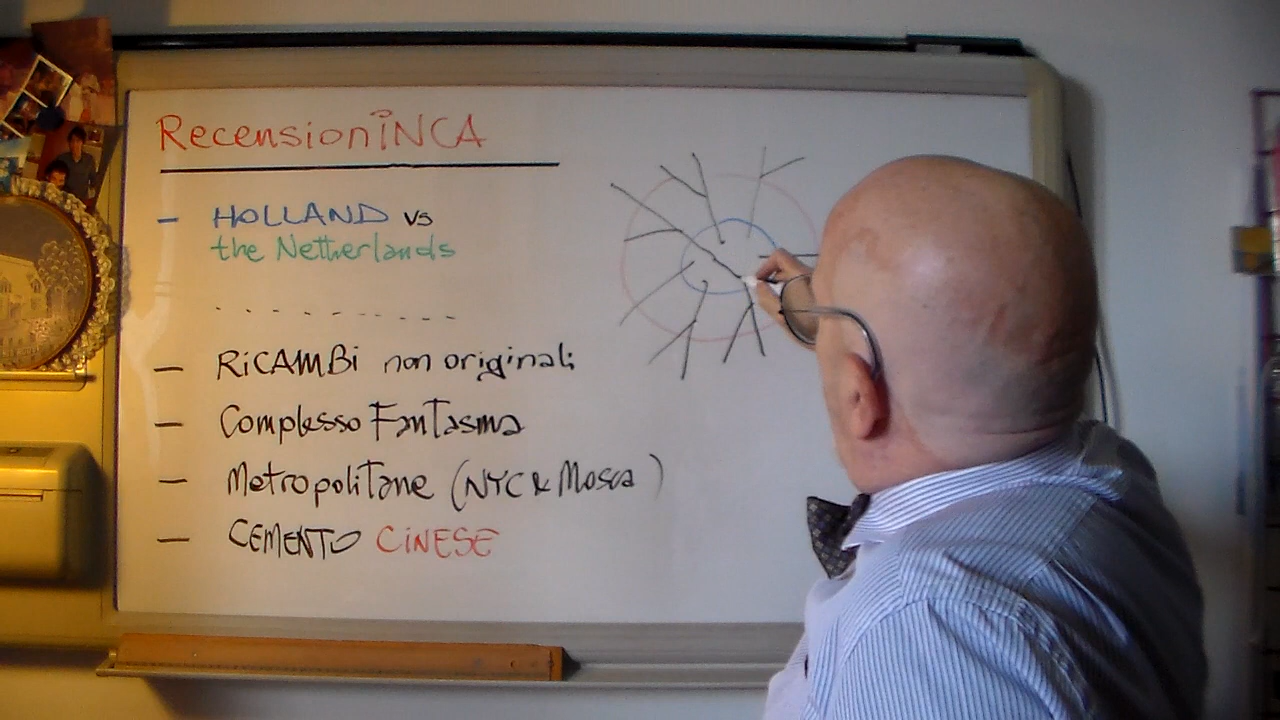 RecensionINCA
- HOLLAND vs
the Netherlands
- RiCAMBi non originali
- Complesso Fantasma
- Metropolitane (NYC & Mosca)
- CEMENTO CiNESE